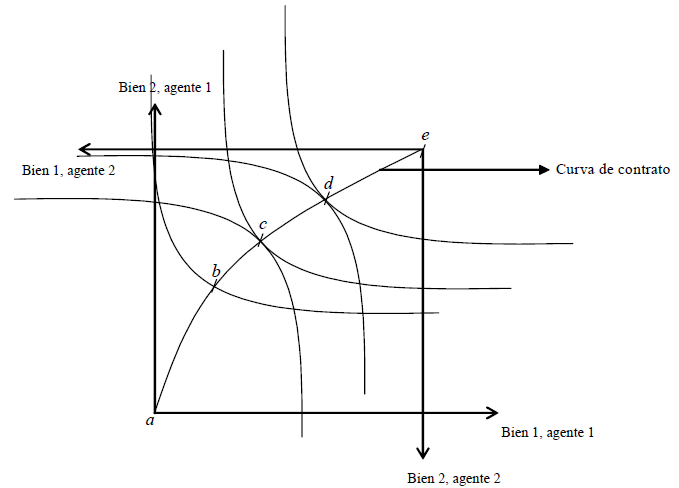 Bien 2, agente 1
e
Bien 1, agente 2
Curva de contrato
d
c
b
a
Bien 1, agente 1
Bien 2, agente 2